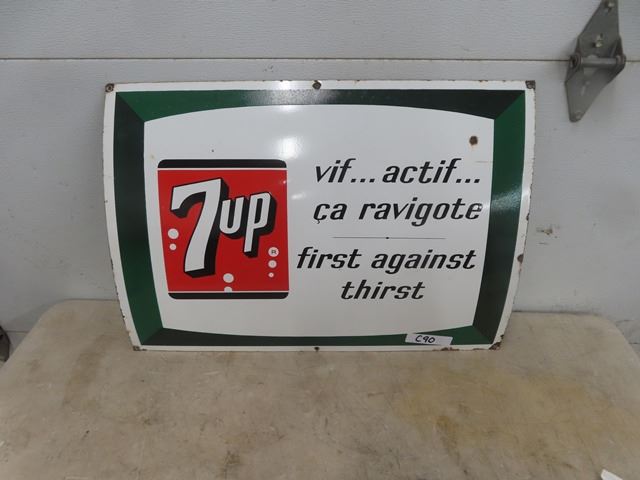 7up
®
vif... actif...
ça ravigote
first against
thirst
C90